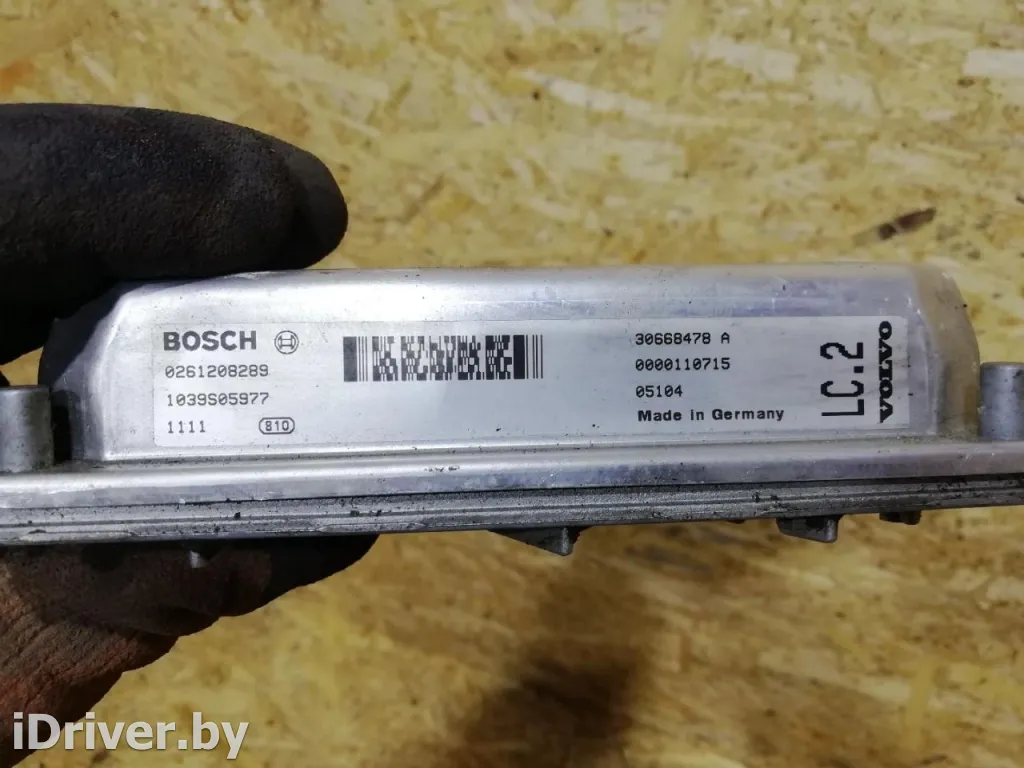 BOSCH
0261208289
1039S05977
1111 810
30668478 A
0000110715
05104
Made in Germany
LC.2
VOLVO
iDriver.by